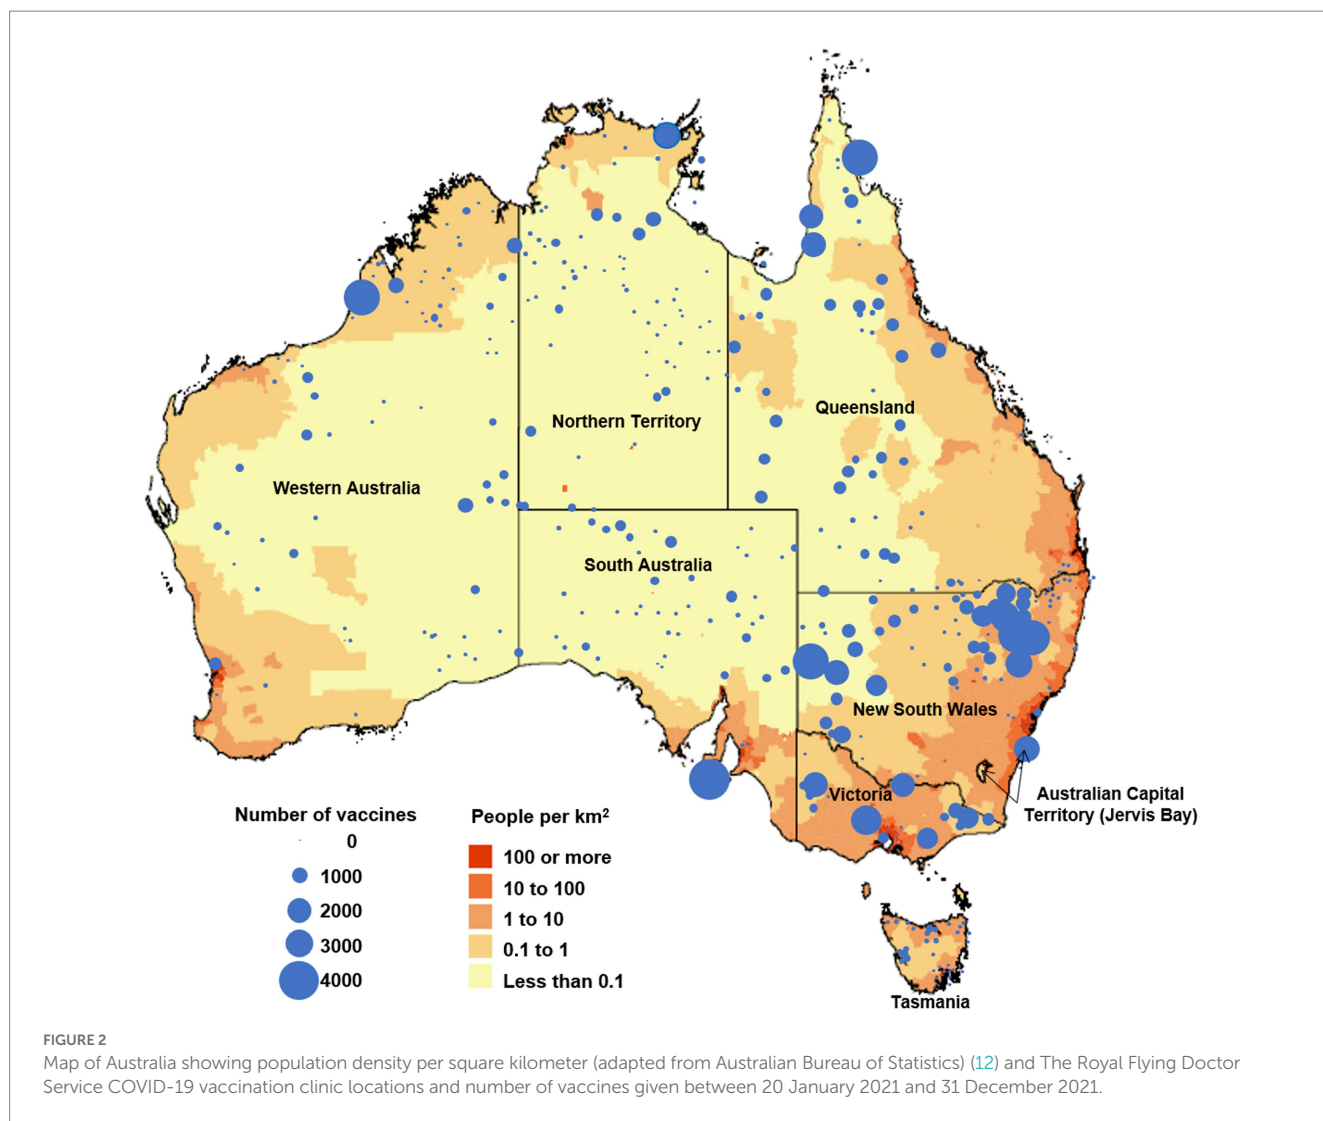 Northern Territory
Queensland
Western Australia
South Australia
New South Wales
Victoria
Australian Capital
Territory (Jervis Bay)
Tasmania
Number of vaccines
0
1000
2000
3000
4000
People per km²
100 or more
10 to 100
1 to 10
0.1 to 1
Less than 0.1
FIGURE 2
Map of Australia showing population density per square kilometer (adapted from Australian Bureau of Statistics) (12) and The Royal Flying Doctor
Service COVID-19 vaccination clinic locations and number of vaccines given between 20 January 2021 and 31 December 2021.